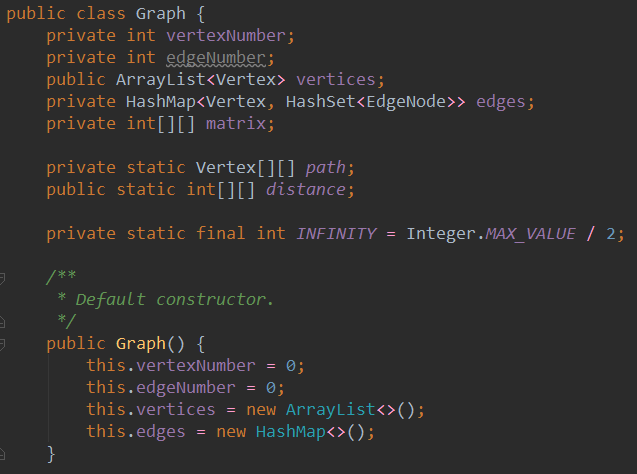 public class Graph {
    private int vertexNumber;
    private int edgeNumber;
    public ArrayList<Vertex> vertices;
    private HashMap<Vertex, HashSet<EdgeNode>> edges;
    private int[][] matrix;

    private static Vertex[][] path;
    public static int[][] distance;

    private static final int INFINITY = Integer.MAX_VALUE / 2;

    /**
     * Default constructor.
     */
    public Graph() {
        this.vertexNumber = 0;
        this.edgeNumber = 0;
        this.vertices = new ArrayList<>();
        this.edges = new HashMap<>();
    }